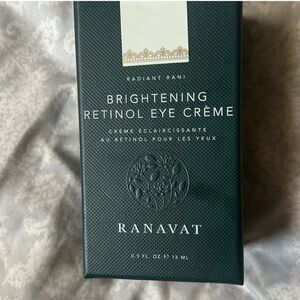 RADIANT RANI
BRIGHTENING
RETINOL EYE CRÈME
CRÈME ÉCLAIRCISSANTE
AU RÉTINOL POUR LES YEUX
RANAVAT
0.5 FL. OZ ℮ 15 ML